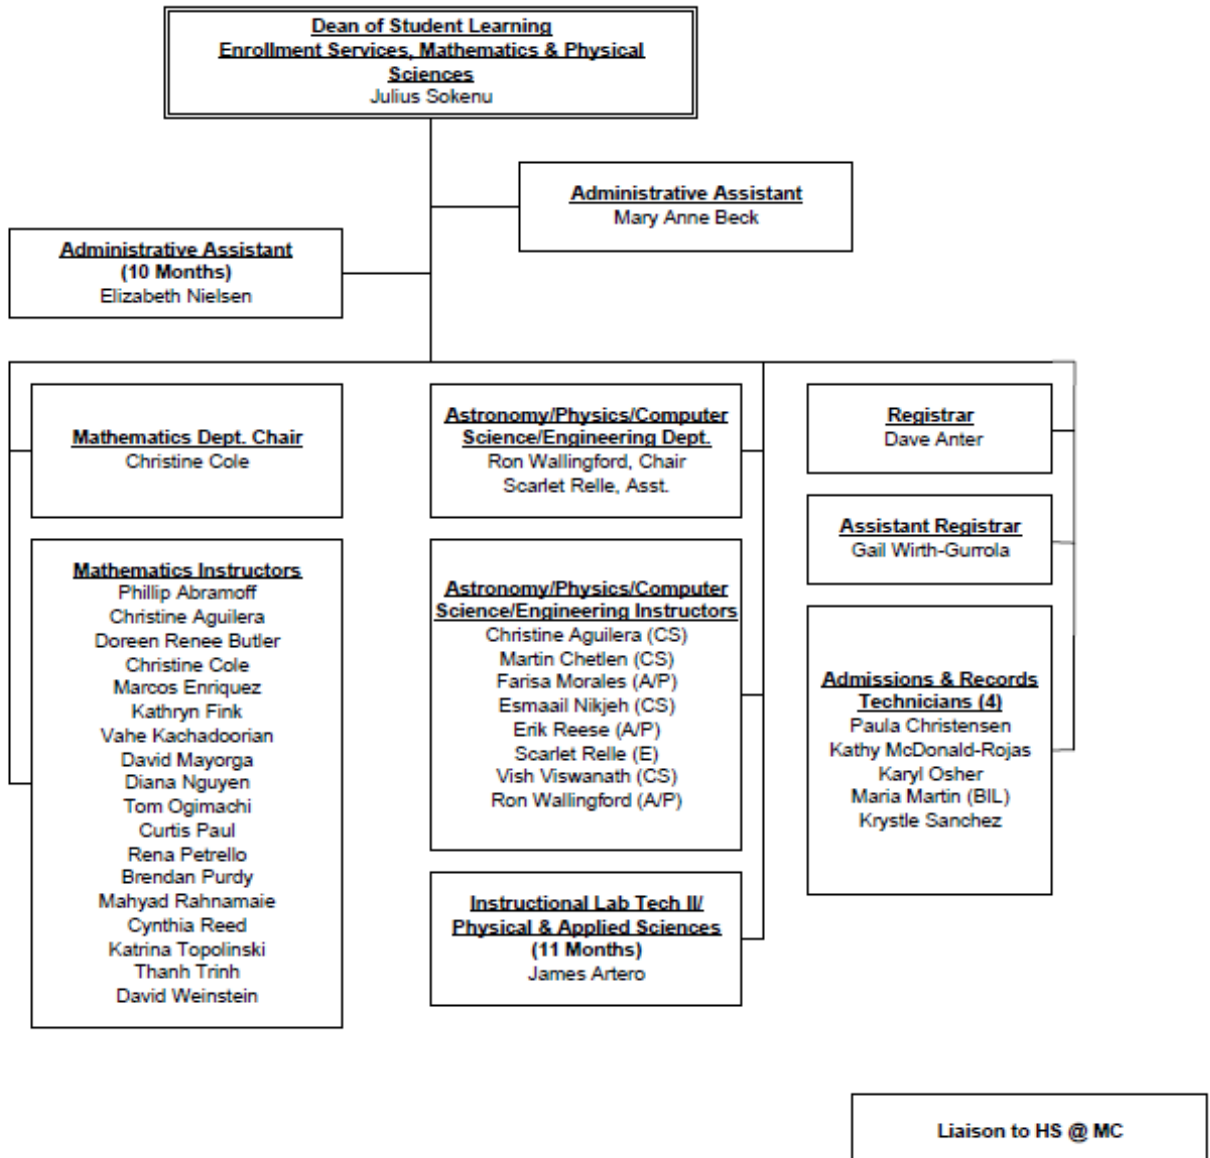 Dean of Student Learning
Enrollment Services, Mathematics & Physical
Sciences
Julius Sokenu
Administrative Assistant
Mary Anne Beck
Administrative Assistant
(10 Months)
Elizabeth Nielsen
Mathematics Dept. Chair
Christine Cole
Mathematics Instructors
Phillip Abramoff
Christine Aguilera
Doreen Renee Butler
Christine Cole
Marcos Enriquez
Kathryn Fink
Vahe Kachadoorian
David Mayorga
Diana Nguyen
Tom Ogimachi
Curtis Paul
Rena Petrello
Brendan Purdy
Mahyad Rahnamaie
Cynthia Reed
Katrina Topolinski
Thanh Trinh
David Weinstein
Astronomy/Physics/Computer
Science/Engineering Dept.
Ron Wallingford, Chair
Scarlet Relle, Asst.
Astronomy/Physics/Computer
Science/Engineering Instructors
Christine Aguilera (CS)
Martin Chetlen (CS)
Farisa Morales (A/P)
Esmaail Nikjeh (CS)
Erik Reese (A/P)
Scarlet Relle (E)
Vish Viswanath (CS)
Ron Wallingford (A/P)
Instructional Lab Tech II/
Physical & Applied Sciences
(11 Months)
James Artero
Registrar
Dave Anter
Assistant Registrar
Gail Wirth-Gurrola
Admissions & Records
Technicians (4)
Paula Christensen
Kathy McDonald-Rojas
Karyl Osher
Maria Martin (BIL)
Krystle Sanchez
Liaison to HS @ MC